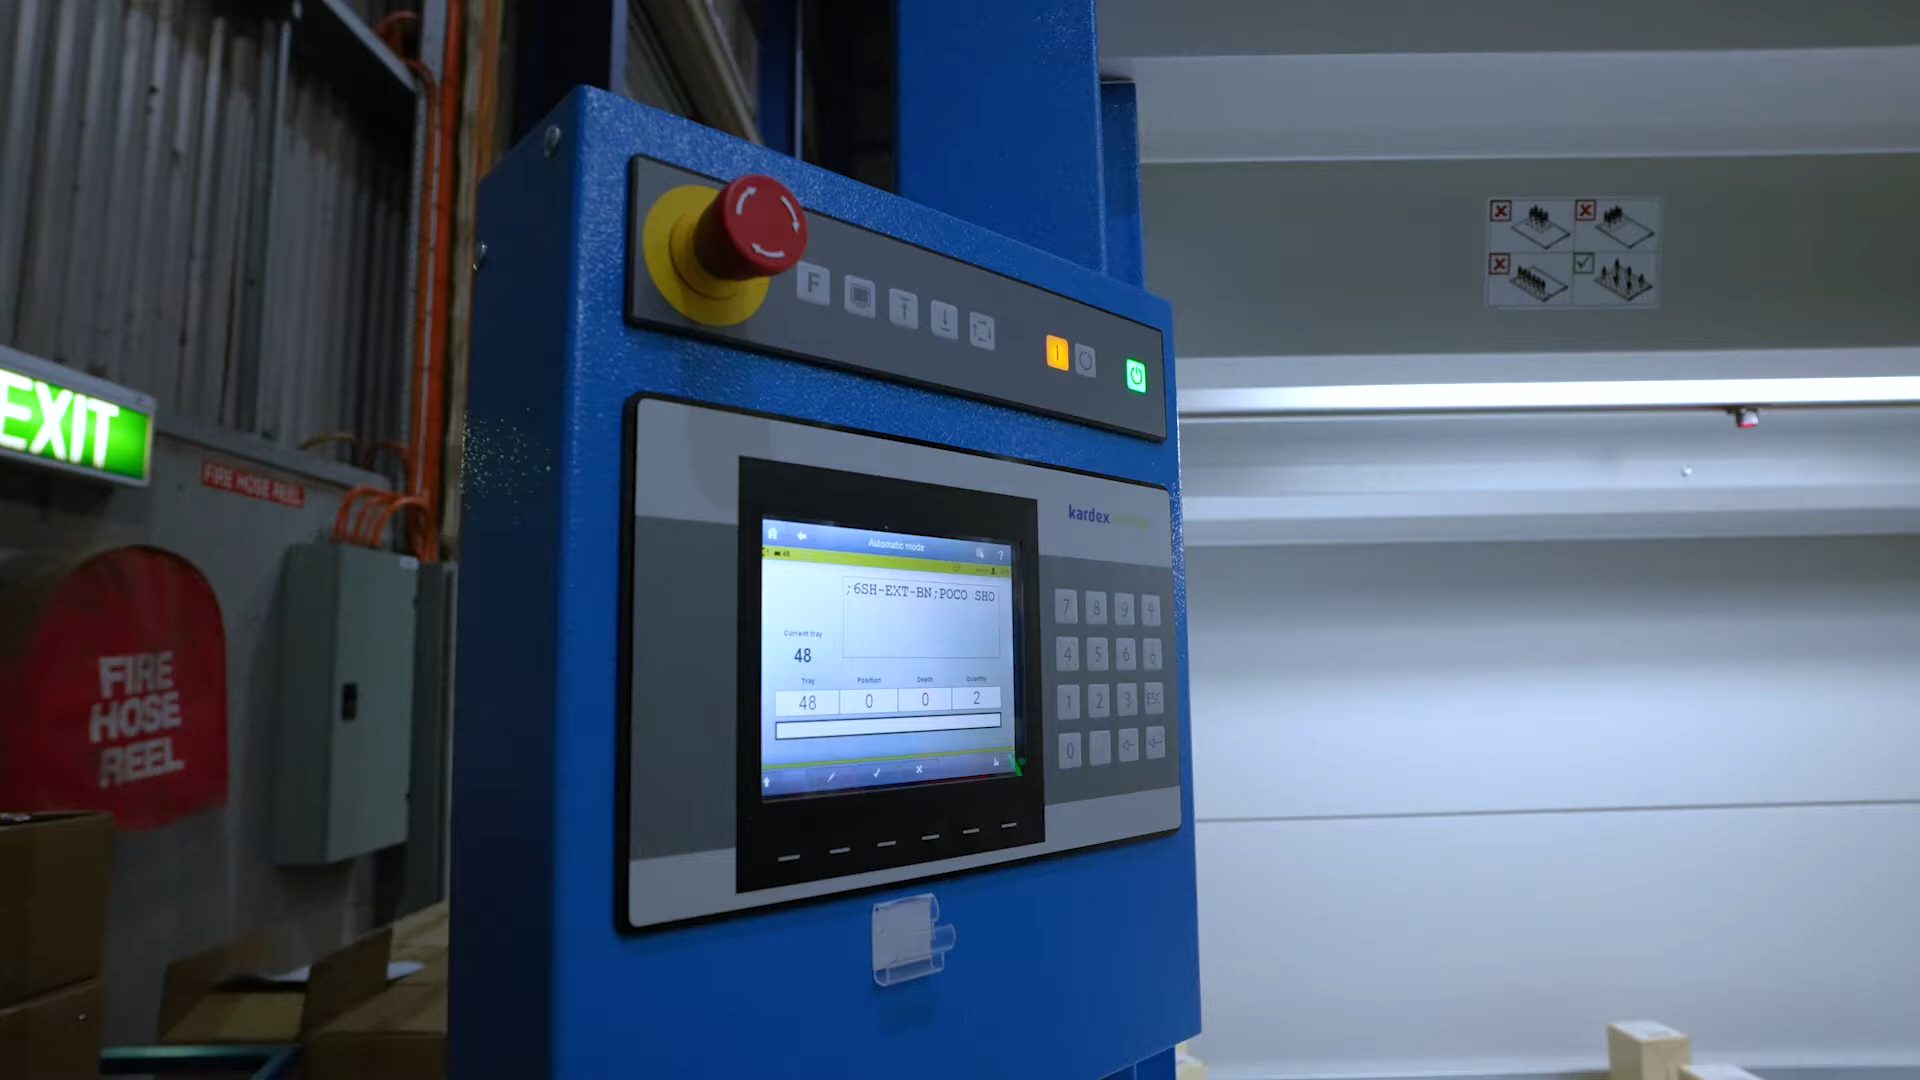 EXIT
FIRE HOSE REEL
FIRE
HOSE
REEL
F
kardex
Automatic mode
48
;6SH-EXT-BN;POCO SHO
Current tray
48
Tray Position Depth Quantity
48 0 0 2
7 8 9
4 5 6
1 2 3 ESC
0